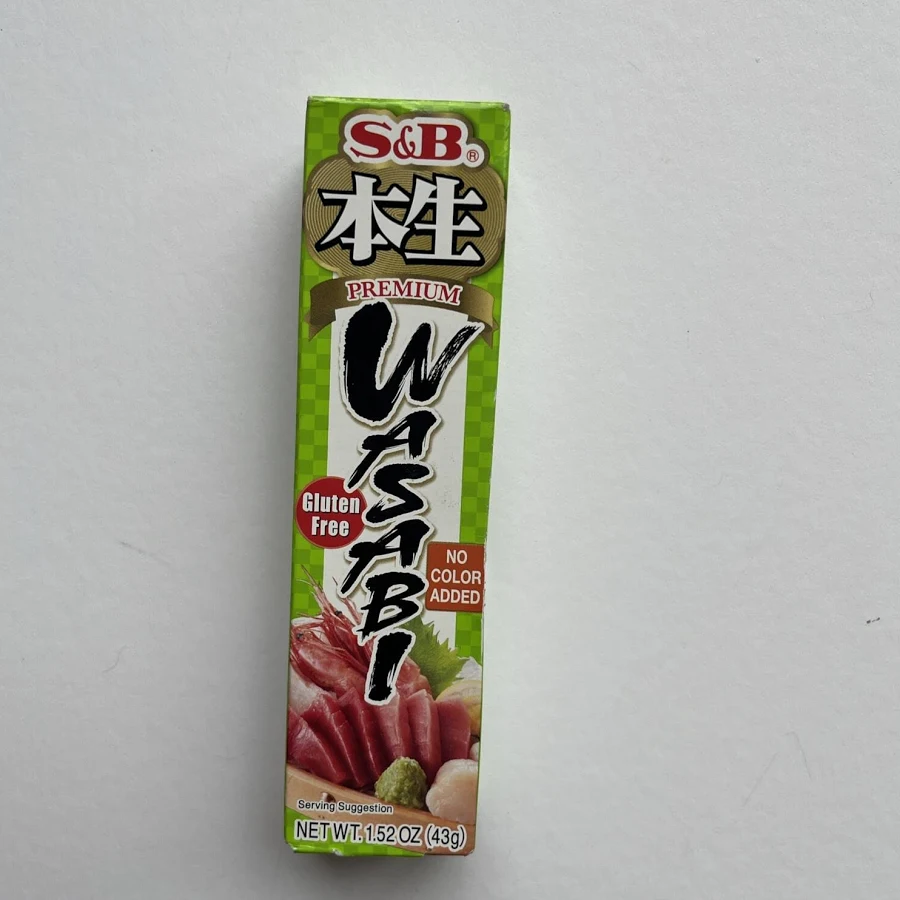 S&B®
本生
PREMIUM
WASABI
Gluten
Free
NO
COLOR
ADDED
Serving Suggestion
NET WT. 1.52 OZ (43g)